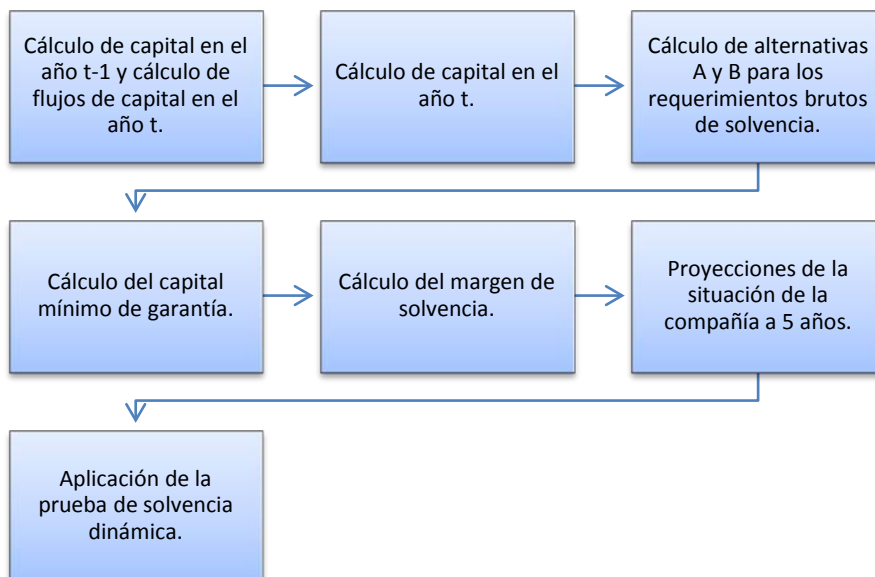 Cálculo de capital en el
año t-1 y cálculo de
flujos de capital en el
año t.
Cálculo de capital en el
año t.
Cálculo de alternativas
A y B para los
requerimientos brutos
de solvencia.
Cálculo del capital
mínimo de garantía.
Cálculo del margen de
solvencia.
Proyecciones de la
situación de la
compañía a 5 años.
Aplicación de la
prueba de solvencia
dinámica.